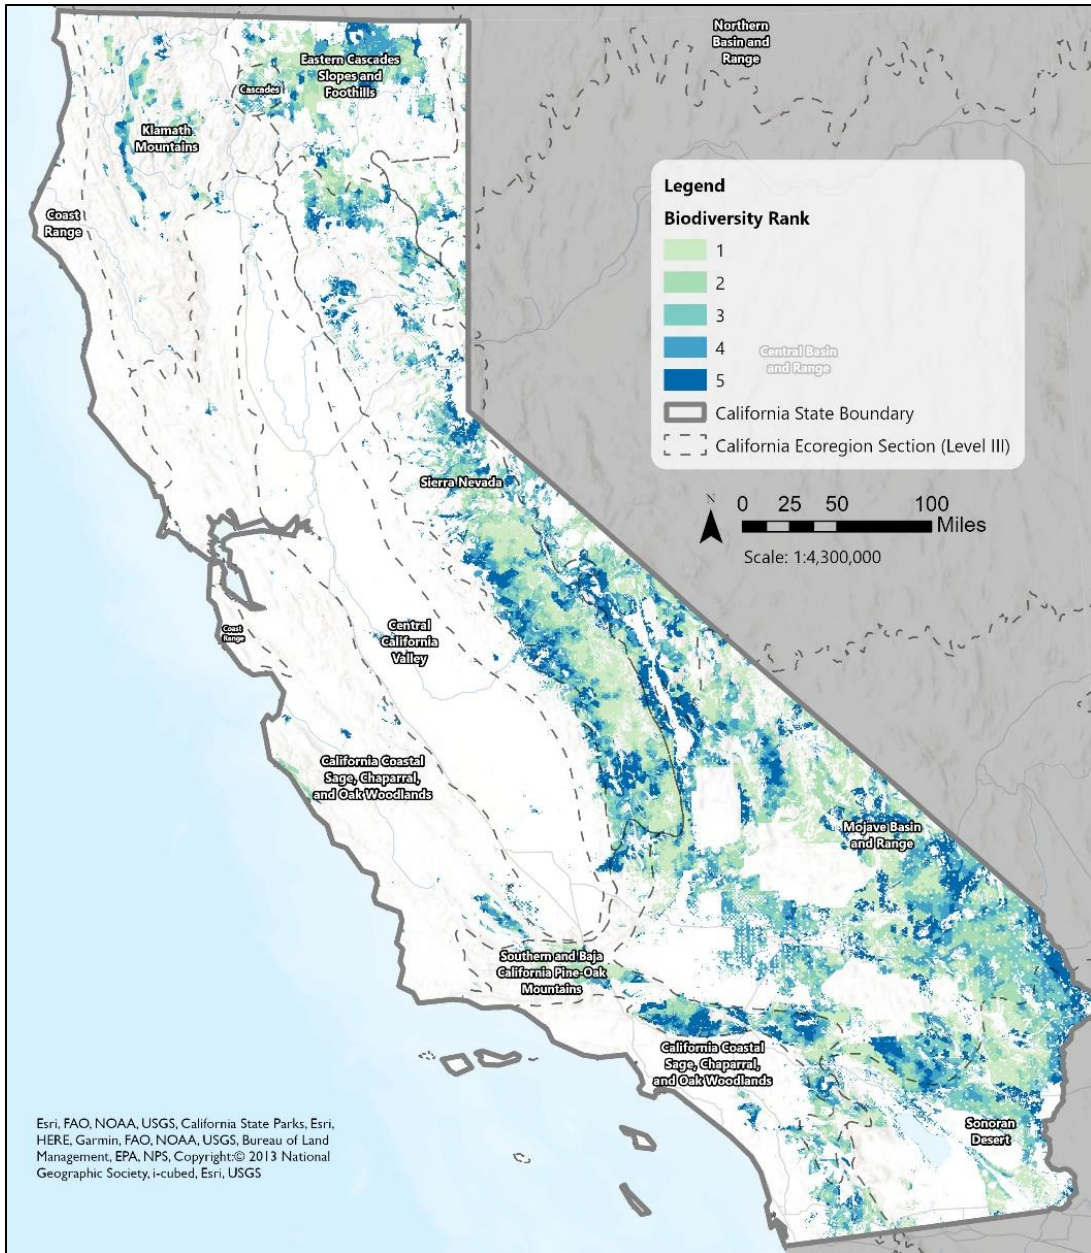 Northern
Basin and
Range
Eastern Cascades
Slopes and
Foothills
Cascades
Klamath
Mountains
Coast
Range
Legend
Biodiversity Rank
1
2
3
4
5
California State Boundary
California Ecoregion Section (Level III)
Central Basin
and Range
N
0 25 50 100
Miles
Scale: 1:4,300,000
Sierra Nevada
Coast
Range
Central
California
Valley
California Coastal
Sage, Chaparral,
and Oak Woodlands
Mojave Basin
and Range
Southern and Baja
California Pine-Oak
Mountains
California Coastal
Sage, Chaparral,
and Oak Woodlands
Sonoran
Desert
Esri, FAO, NOAA, USGS, California State Parks, Esri,
HERE, Garmin, FAO, NOAA, USGS, Bureau of Land
Management, EPA, NPS, Copyright:© 2013 National
Geographic Society, i-cubed, Esri, USGS